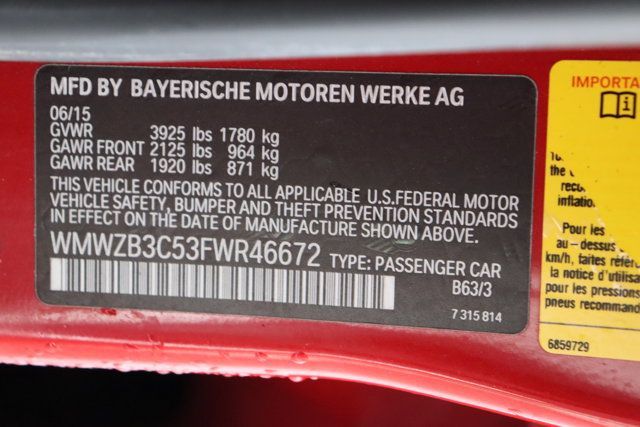 MFD BY BAYERISCHE MOTOREN WERKE AG
06/15
GVWR 3925 lbs 1780 kg
GAWR FRONT 2125 lbs 964 kg
GAWR REAR 1920 lbs 871 kg
THIS VEHICLE CONFORMS TO ALL APPLICABLE U.S.FEDERAL MOTOR
VEHICLE SAFETY, BUMPER AND THEFT PREVENTION STANDARDS
IN EFFECT ON THE DATE OF MANUFACTURE SHOWN ABOVE
WMWZB3C53FWR46672 TYPE: PASSENGER CAR
B63/3
7 315 814
IMPORTA
i
the
inflatio
Pour les
km/h, faites
la notice d'utilisa
pour les pression
pneus recommand
6859729